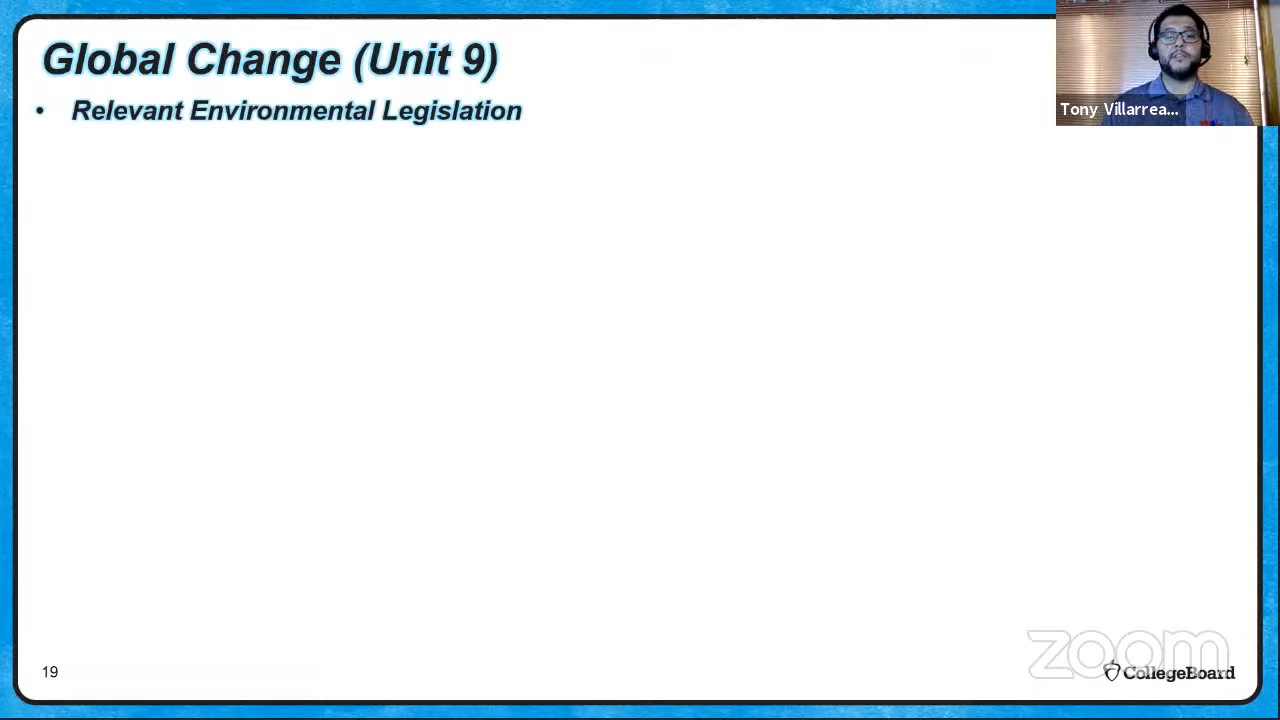 Global Change (Unit 9)
• Relevant Environmental Legislation
Tony Villarrea...
19
zoom
CollegeBoard